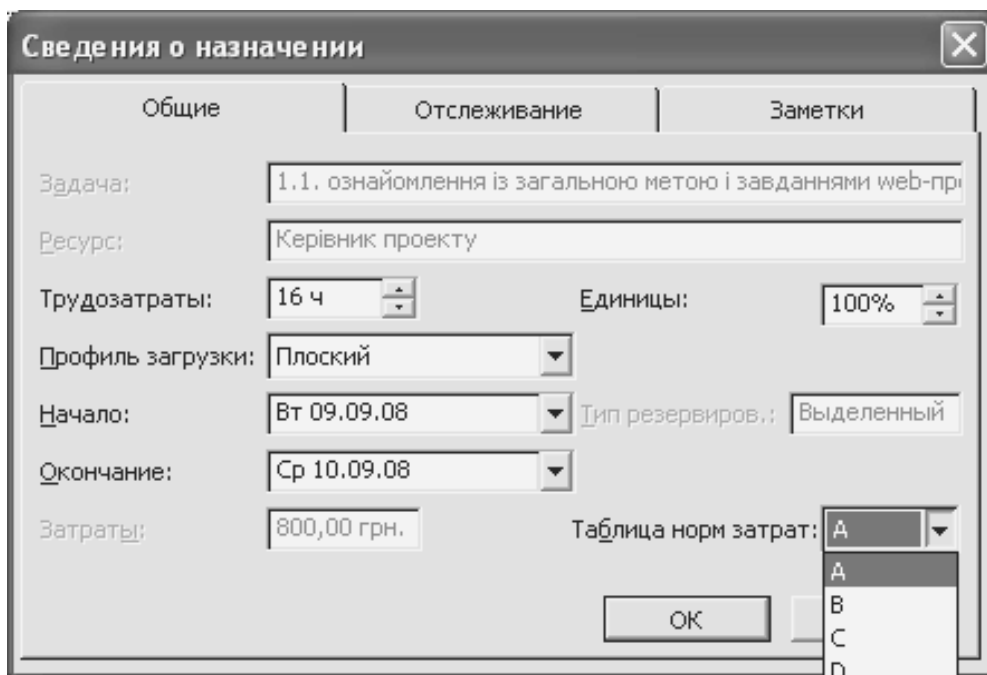 Сведения о назначении
Общие Отслеживание Заметки
Задача: 1.1. ознайомлення із загальною метою і завданнями web-про
Ресурс: Керівник проекту
Трудозатраты: 16 ч Единицы: 100%
Профиль загрузки: Плоский
Начало: Вт 09.09.08 Тип резервиров.: Выделенный
Окончание: Ср 10.09.08
Затраты: 800,00 грн. Таблица норм затрат: A
A
B
OK
C
D